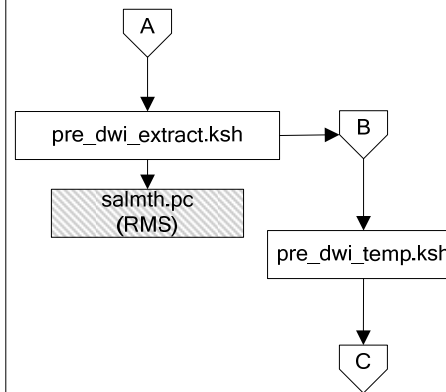 A
pre_dwi_extract.ksh
B
salmth.pc
(RMS)
pre_dwi_temp.ksh
C